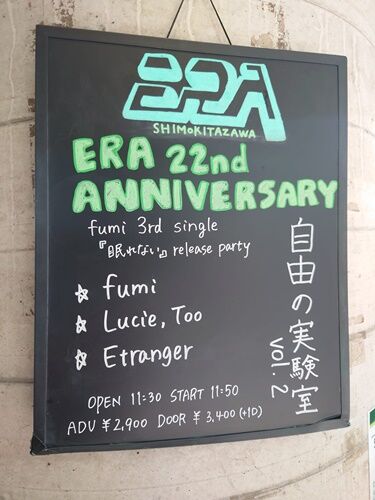 ERA
SHIMOKITAZAWA
ERA 22nd
ANNIVERSARY
fumi 3rd single
『眠れない』release party
☆ fumi
☆ Lucie, Too
☆ Etranger
自由の実験室 vol.2
OPEN 11:30 START 11:50
ADV ¥2,900 DOOR ¥3,400 (+1D)